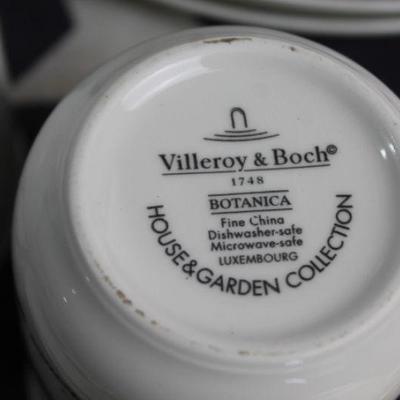 Villeroy & Boch©
1748
BOTANICA
Fine China
Dishwasher-safe
Microwave-safe
LUXEMBOURG
HOUSE & GARDEN COLLECTION